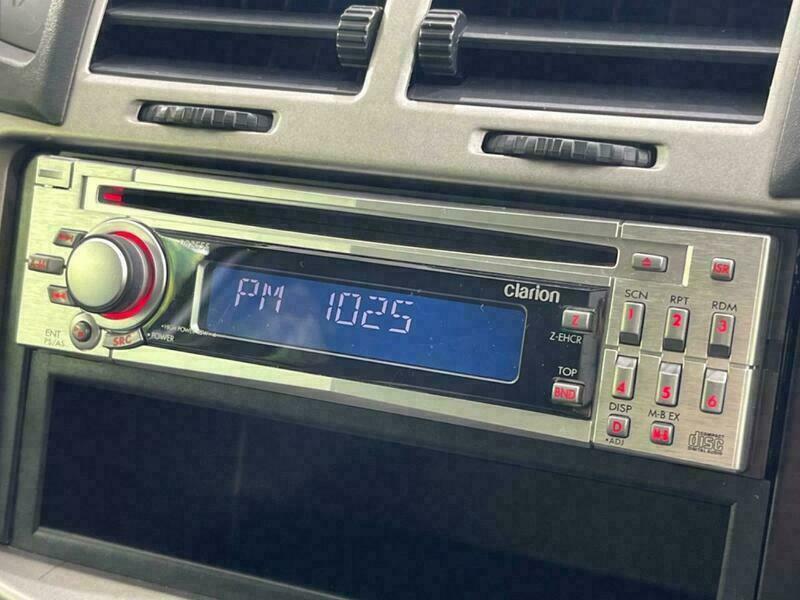 clarion
PM 1025
Z
Z-EHCR
TOP
BND
ISR
SCN RPT RDM
1 2 3
4 5 6
DISP M-B EX
D M-B
•ADJ
COMPACT
disc
DIGITAL AUDIO
ENT
PS/AS
SRC
•POWER